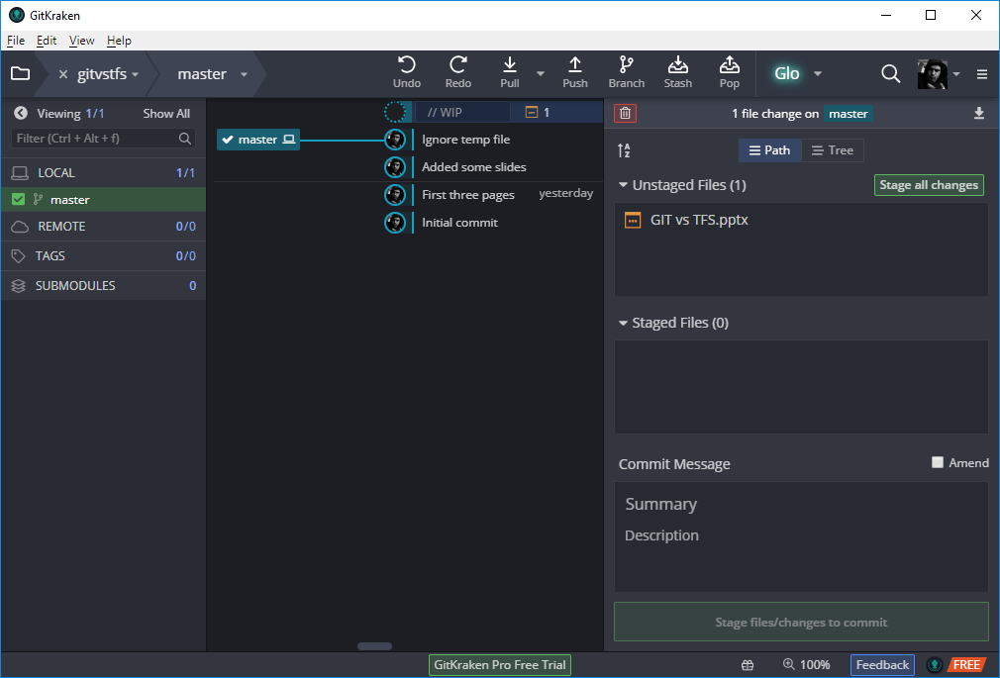 GitKraken
File Edit View Help
gitvstfs master
Undo Redo Pull Push Branch Stash Pop
Glo
Viewing 1/1 Show All
Filter (Ctrl + Alt + f)
LOCAL 1/1
master
REMOTE 0/0
TAGS 0/0
SUBMODULES 0
// WIP 1
master Ignore temp file
Added some slides
First three pages yesterday
Initial commit
1 file change on master
Path Tree
Unstaged Files (1) Stage all changes
GIT vs TFS.pptx
Staged Files (0)
Commit Message Amend
Summary
Description
Stage files/changes to commit
GitKraken Pro Free Trial 100% Feedback FREE